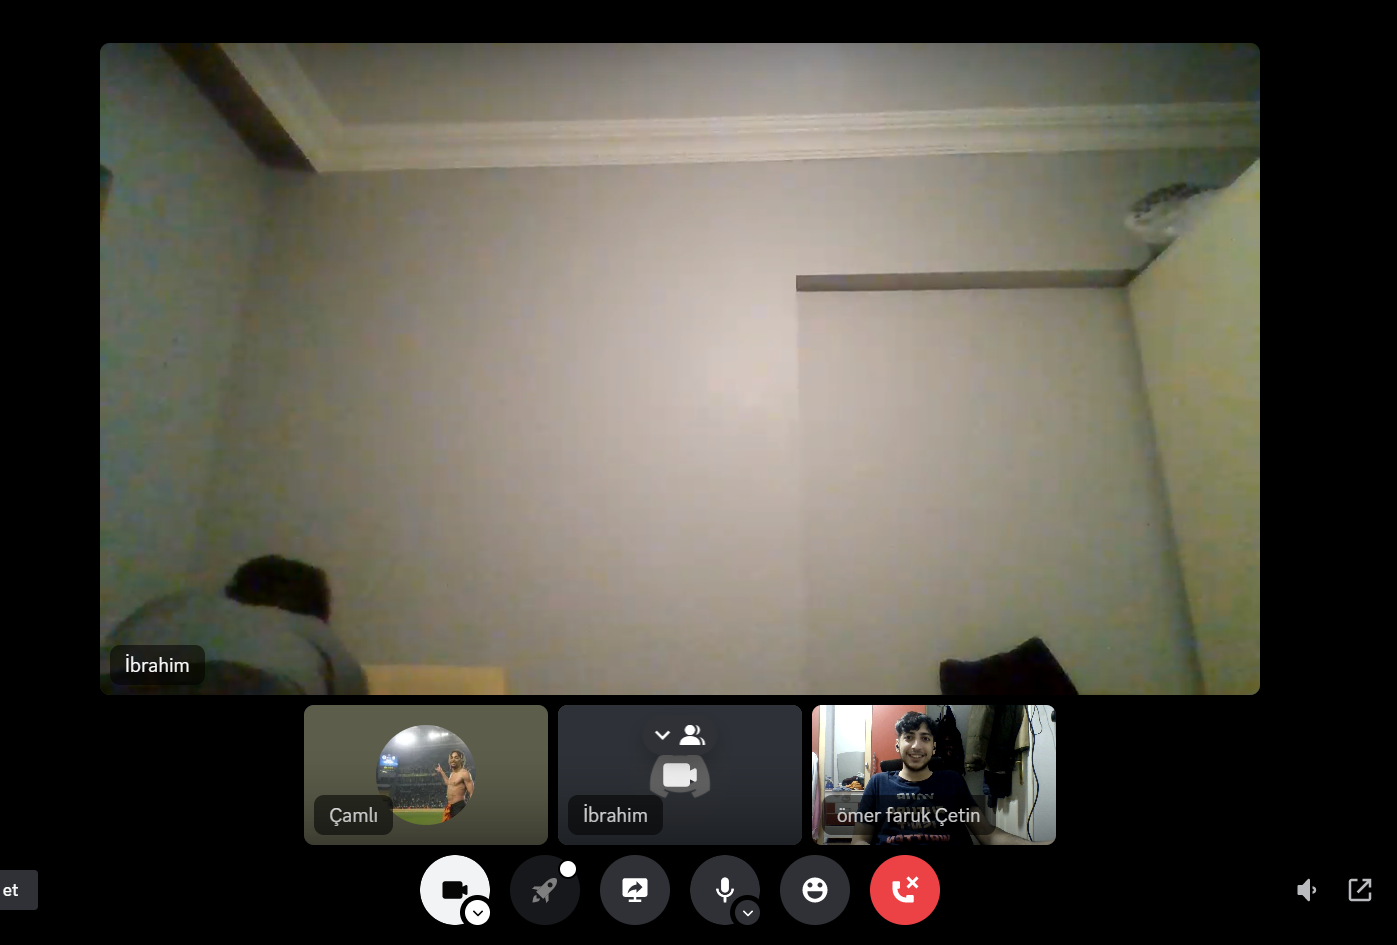 İbrahim
Çamlı
İbrahim
ömer faruk Çetin
et